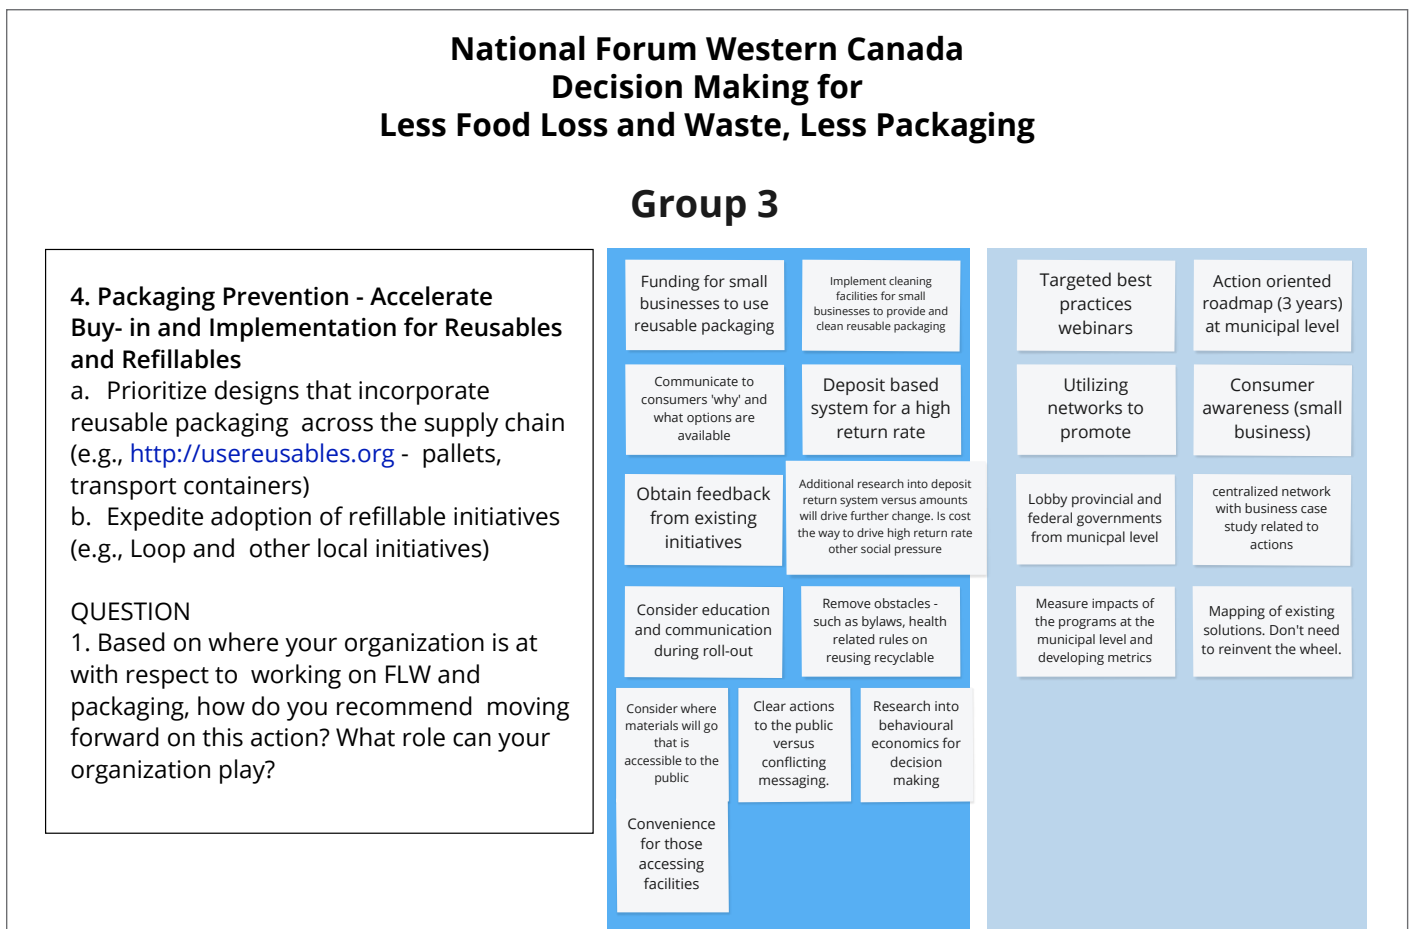 National Forum Western Canada
Decision Making for
Less Food Loss and Waste, Less Packaging
Group 3
4. Packaging Prevention - Accelerate
Buy- in and Implementation for Reusables
and Refillables
a. Prioritize designs that incorporate
reusable packaging across the supply chain
(e.g., http://usereusables.org - pallets,
transport containers)
b. Expedite adoption of refillable initiatives
(e.g., Loop and other local initiatives)
QUESTION
1. Based on where your organization is at
with respect to working on FLW and
packaging, how do you recommend moving
forward on this action? What role can your
organization play?
Funding for small
businesses to use
reusable packaging
Implement cleaning
facilities for small
businesses to provide and
clean reusable packaging
Communicate to
consumers 'why' and
what options are
available
Deposit based
system for a high
return rate
Obtain feedback
from existing
initiatives
Additional research into deposit
return system versus amounts
will drive further change. Is cost
the way to drive high return rate
other social pressure
Consider education
and communication
during roll-out
Remove obstacles -
such as bylaws, health
related rules on
reusing recyclable
Consider where
materials will go
that is
accessible to the
public
Clear actions
to the public
versus
conflicting
messaging.
Research into
behavioural
economics for
decision
making
Convenience
for those
accessing
facilities
Targeted best
practices
webinars
Action oriented
roadmap (3 years)
at municipal level
Utilizing
networks to
promote
Consumer
awareness (small
business)
Lobby provincial and
federal governments
from municpal level
centralized network
with business case
study related to
actions
Measure impacts of
the programs at the
municipal level and
developing metrics
Mapping of existing
solutions. Don't need
to reinvent the wheel.